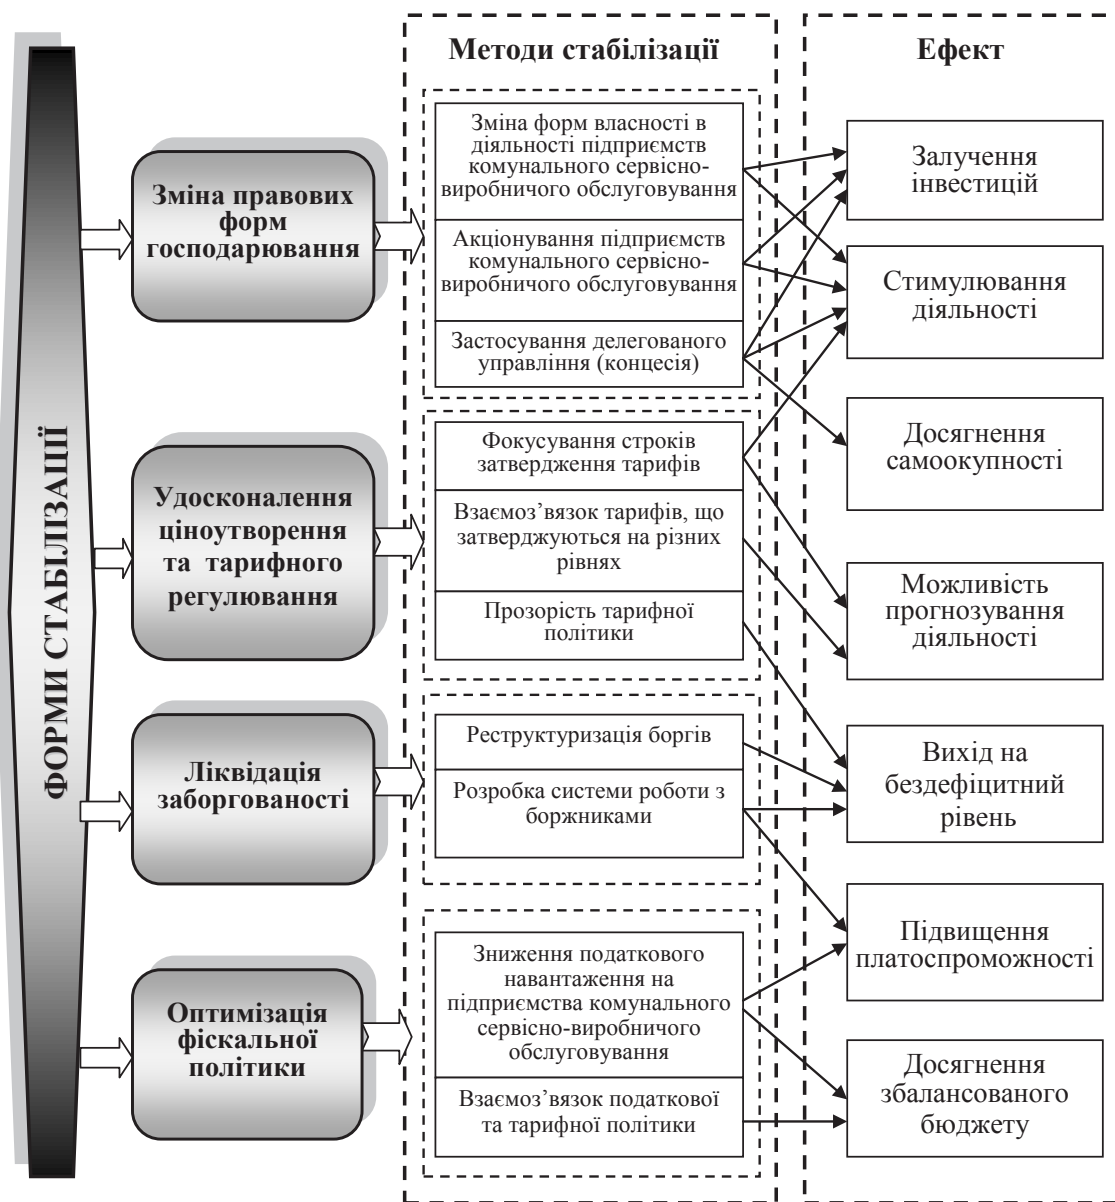 ФОРМИ СТАБІЛІЗАЦІЇ
Зміна правових
форм
господарювання
Удосконалення
ціноутворення
та тарифного
регулювання
Ліквідація
заборгованості
Оптимізація
фіскальної
політики
Методи стабілізації
Зміна форм власності в
діяльності підприємств
комунального сервісно-
виробничого обслуговування
Акціонування підприємств
комунального сервісно-
виробничого обслуговування
Застосування делегованого
управління (концесія)
Фокусування строків
затвердження тарифів
Взаємоз’вязок тарифів, що
затверджуються на різних
рівнях
Прозорість тарифної
політики
Реструктуризація боргів
Розробка системи роботи з
боржниками
Зниження податкового
навантаження на
підприємства комунального
сервісно-виробничого
обслуговування
Взаємоз’вязок податкової
та тарифної політики
Ефект
Залучення
інвестицій
Стимулювання
діяльності
Досягнення
самоокупності
Можливість
прогнозування
діяльності
Вихід на
бездефіцитний
рівень
Підвищення
платоспроможності
Досягнення
збалансованого
бюджету